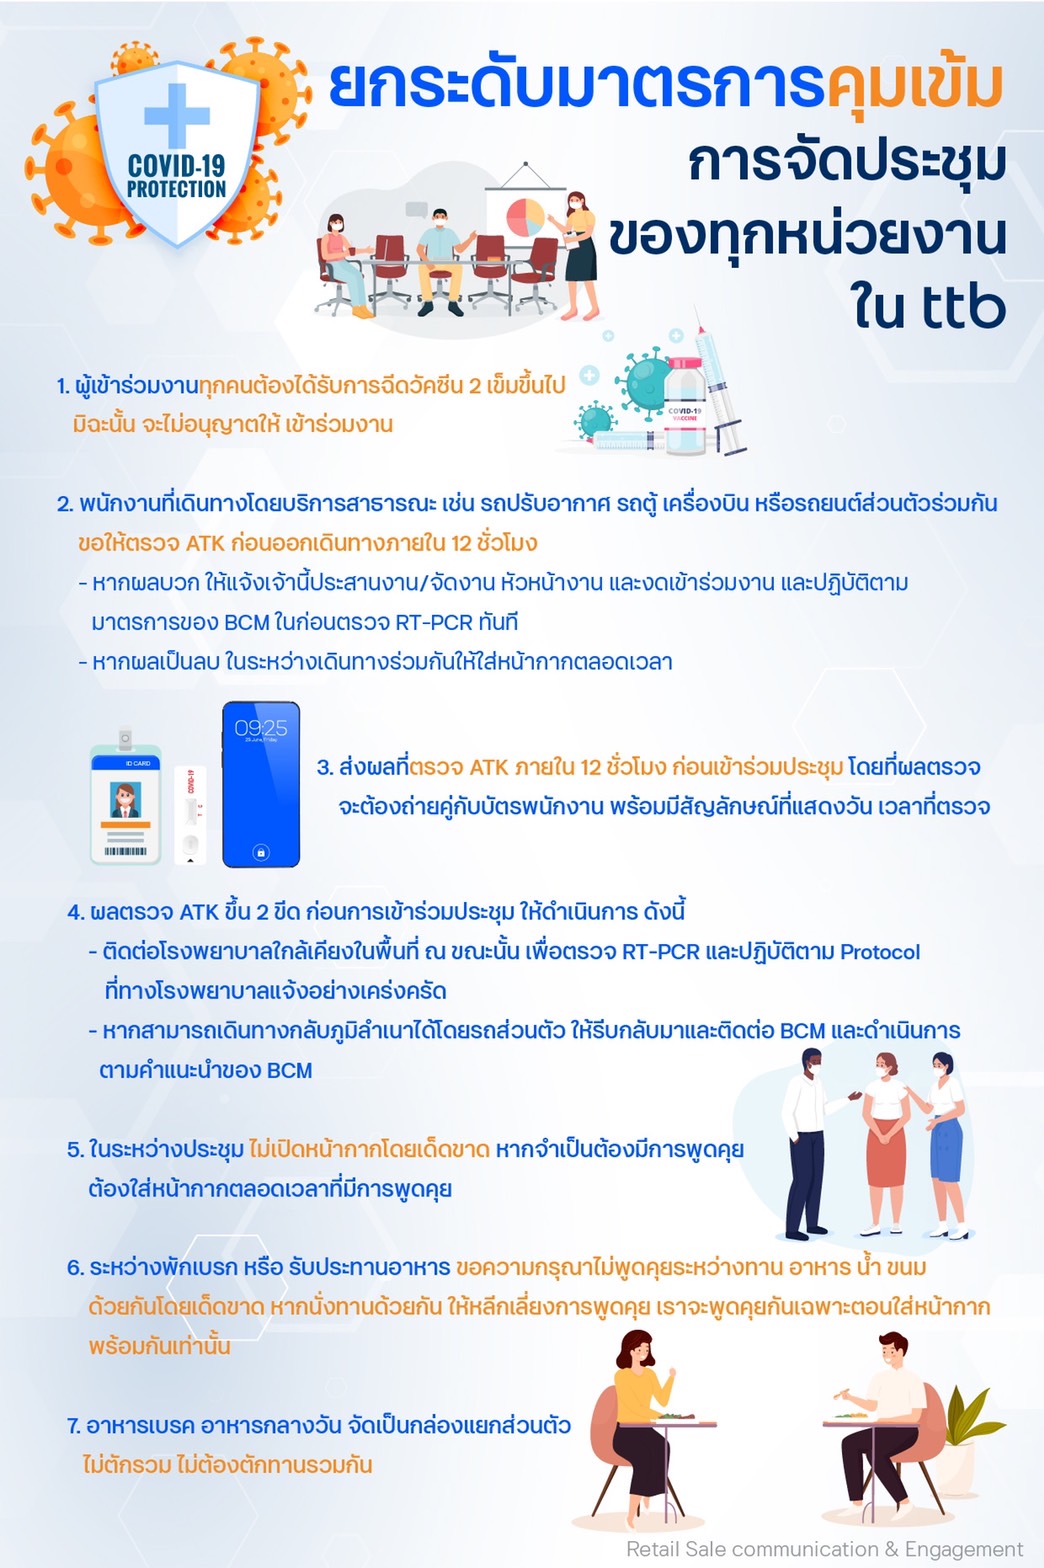 COVID-19
PROTECTION
ยกระดับมาตรการคุมเข้ม
การจัดประชุม
ของทุกหน่วยงาน
ใน ttb
1. ผู้เข้าร่วมงานทุกคนต้องได้รับการฉีดวัคซีน 2 เข็มขึ้นไป
มิฉะนั้น จะไม่อนุญาตให้ เข้าร่วมงาน
COVID-19
VACCINE
2. พนักงานที่เดินทางโดยบริการสาธารณะ เช่น รถปรับอากาศ รถตู้ เครื่องบิน หรือรถยนต์ส่วนตัวร่วมกัน
ขอให้ตรวจ ATK ก่อนออกเดินทางภายใน 12 ชั่วโมง
- หากผลบวก ให้แจ้งเจ้านี้ประสานงาน/จัดงาน หัวหน้างาน และงดเข้าร่วมงาน และปฏิบัติตาม
มาตรการของ BCM ในก่อนตรวจ RT-PCR ทันที
- หากผลเป็นลบ ในระหว่างเดินทางร่วมกันให้ใส่หน้ากากตลอดเวลา
ID CARD
COVID-19
09:25
3. ส่งผลที่ตรวจ ATK ภายใน 12 ชั่วโมง ก่อนเข้าร่วมประชุม โดยที่ผลตรวจ
จะต้องถ่ายคู่กับบัตรพนักงาน พร้อมมีสัญลักษณ์ที่แสดงวัน เวลาที่ตรวจ
4. ผลตรวจ ATK ขึ้น 2 ขีด ก่อนการเข้าร่วมประชุม ให้ดำเนินการ ดังนี้
- ติดต่อโรงพยาบาลใกล้เคียงในพื้นที่ ณ ขณะนั้น เพื่อตรวจ RT-PCR และปฏิบัติตาม Protocol
ที่ทางโรงพยาบาลแจ้งอย่างเคร่งครัด
- หากสามารถเดินทางกลับภูมิลำเนาได้โดยรถส่วนตัว ให้รีบกลับมาและติดต่อ BCM และดำเนินการ
ตามคำแนะนำของ BCM
5. ในระหว่างประชุม ไม่เปิดหน้ากากโดยเด็ดขาด หากจำเป็นต้องมีการพูดคุย
ต้องใส่หน้ากากตลอดเวลาที่มีการพูดคุย
6. ระหว่างพักเบรก หรือ รับประทานอาหาร ขอความกรุณาไม่พูดคุยระหว่างทาน อาหาร น้ำ ขนม
ด้วยกันโดยเด็ดขาด หากนั่งทานด้วยกัน ให้หลีกเลี่ยงการพูดคุย เราจะพูดคุยกันเฉพาะตอนใส่หน้ากาก
พร้อมกันเท่านั้น
7. อาหารเบรค อาหารกลางวัน จัดเป็นกล่องแยกส่วนตัว
ไม่ตักรวม ไม่ต้องตักทานรวมกัน
Retail Sale communication & Engagement